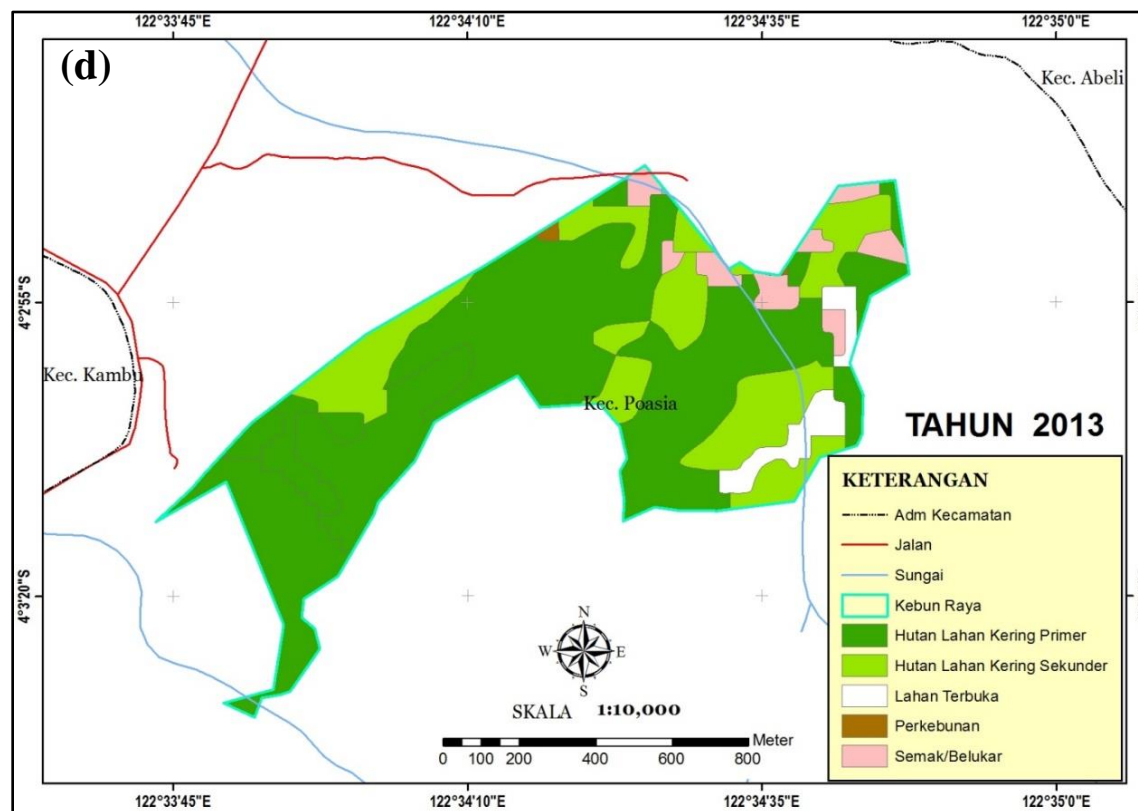 122°33'45"E 122°34'10"E 122°34'35"E 122°35'0"E
(d)
Kec. Abeli
4°2'55"S
Kec. Kambu
Kec. Poasia
TAHUN 2013
KETERANGAN
Adm Kecamatan
Jalan
Sungai
Kebun Raya
Hutan Lahan Kering Primer
Hutan Lahan Kering Sekunder
Lahan Terbuka
Perkebunan
Semak/Belukar
4°3'20"S
N
W E
S
SKALA 1:10,000
Meter
0 100 200 400 600 800
122°33'45"E 122°34'10"E 122°34'35"E 122°35'0"E